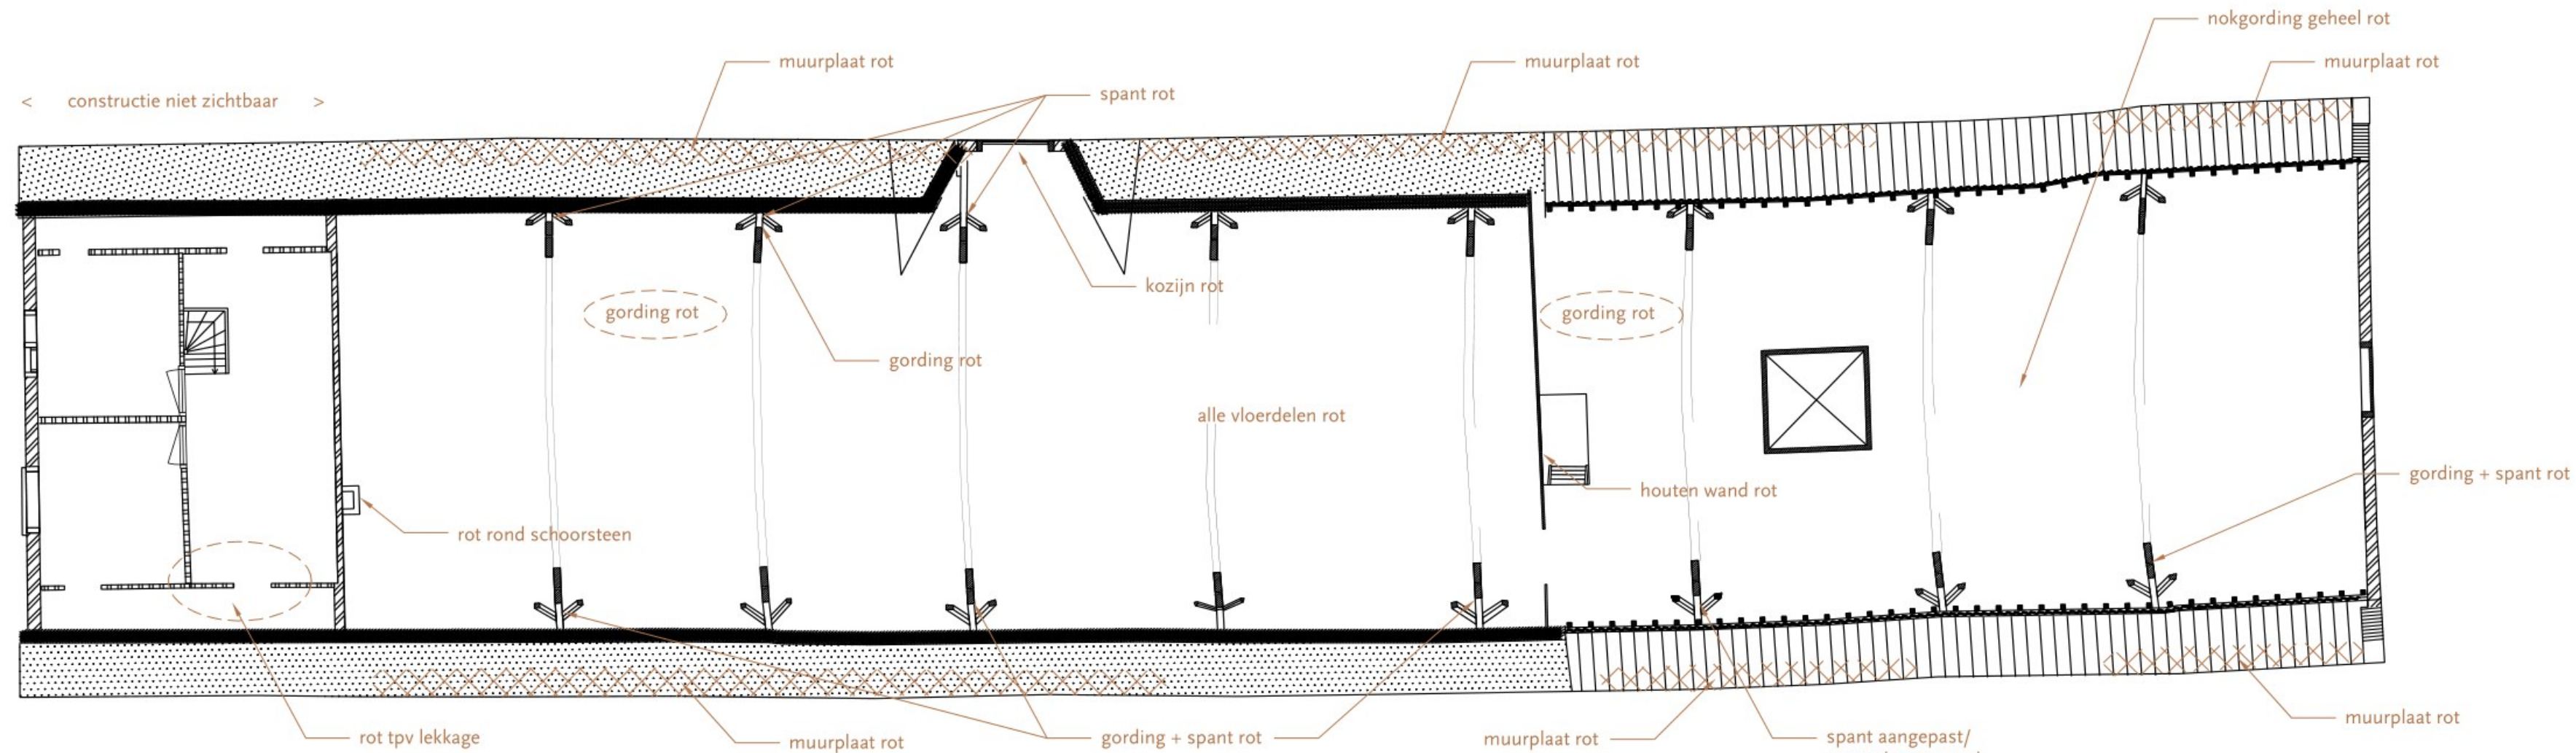 nokgording geheel rot
muurplaat rot
muurplaat rot
muurplaat rot
< constructie niet zichtbaar >
spant rot
kozijn rot
gording rot
gording rot
gording rot
alle vloerdelen rot
gording + spant rot
houten wand rot
rot rond schoorsteen
muurplaat rot
rot tpv lekkage
muurplaat rot
gording + spant rot
muurplaat rot
spant aangepast/